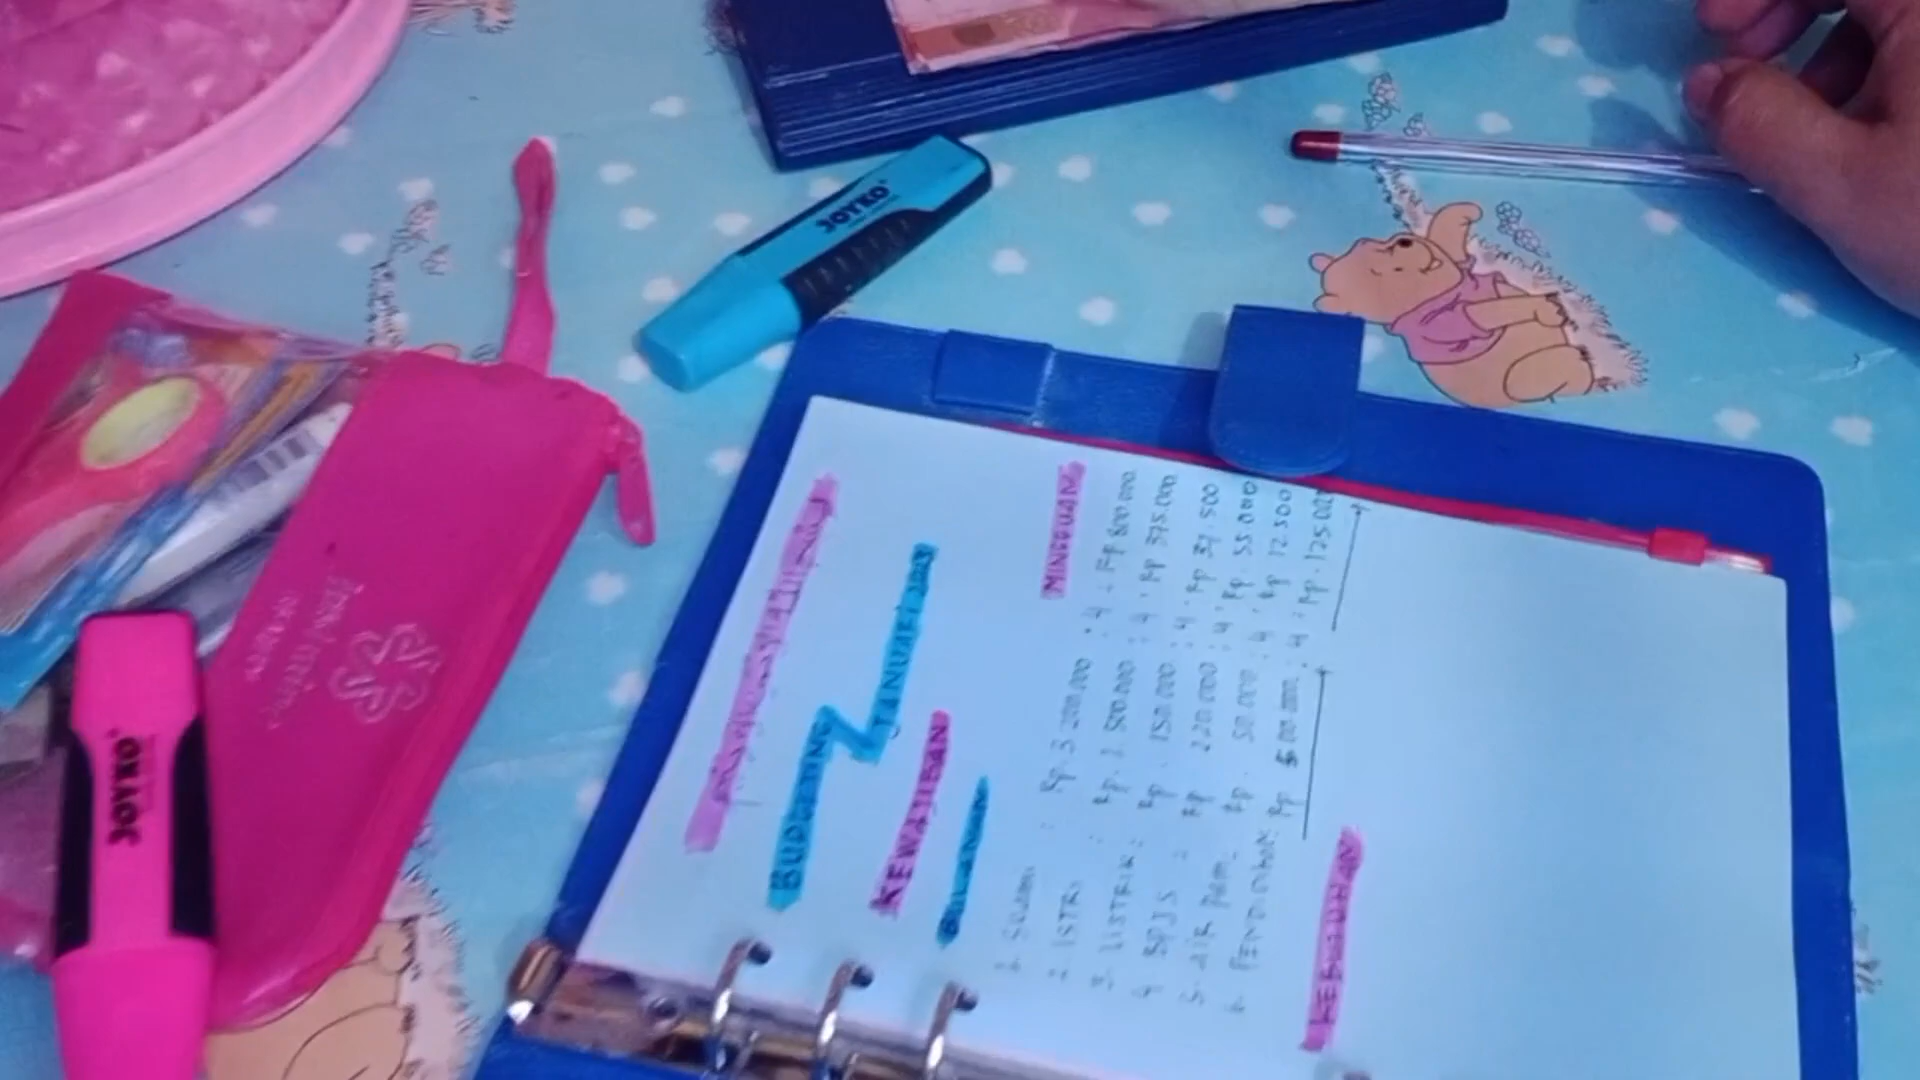 JOYKO
JOYKO
BUDGETING
JANUARI 2023
KEWAJIBAN
BULANAN MINGGUAN
1. SUAMI : Rp. 3.200.000 : 4 : Rp 800.000
2. ISTRI : Rp. 1.500.000 : 4 : Rp 375.000
3. LISTRIK : Rp. 150.000 : 4 : Rp 37.500
4. BPJS : Rp 220.000 : 4 : Rp. 55.000
5. AIR PAM : Rp. 50.000 : 4 : Rp 12.500
6. PENDIDIKAN : Rp 500.000 : 4 : Rp. 125.000
KEBUTUHAN